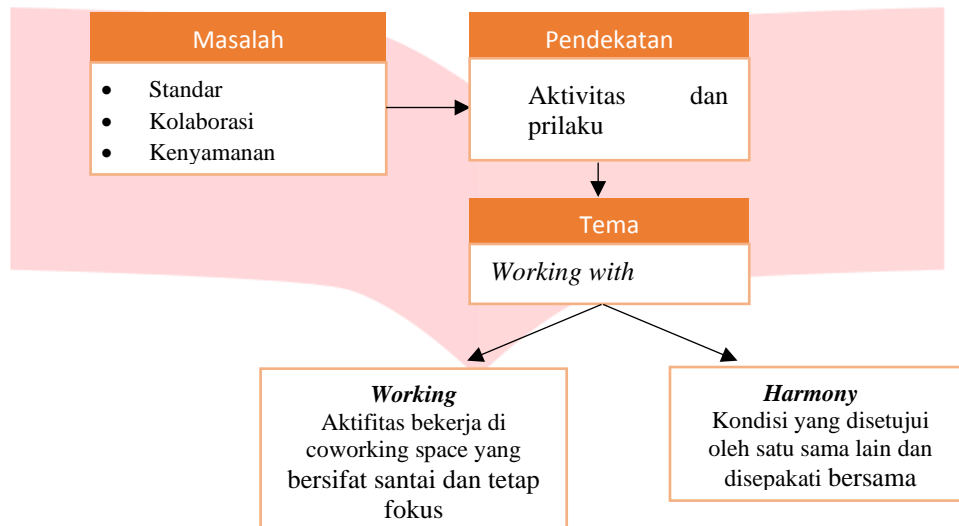 Masalah
• Standar
• Kolaborasi
• Kenyamanan
Pendekatan
Aktivitas dan
prilaku
Tema
Working with
Working
Aktifitas bekerja di
coworking space yang
bersifat santai dan tetap
fokus
Harmony
Kondisi yang disetujui
oleh satu sama lain dan
disepakati bersama